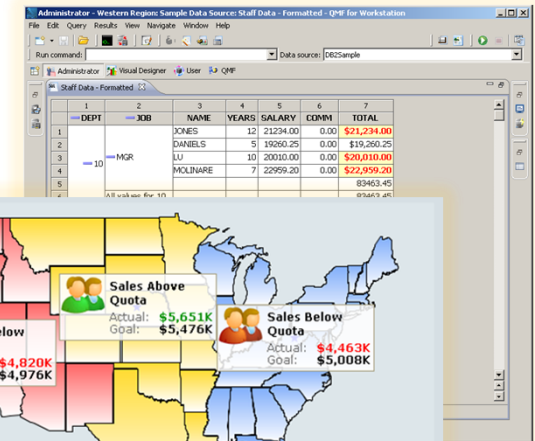 Administrator - Western Region: Sample Data Source: Staff Data - Formatted - QMF for Workstation
File Edit Query Results View Navigate Window Help
Run command: Data source: DB2Sample
Administrator Visual Designer User QMF
Staff Data - Formatted
1 2 3 4 5 6 7
DEPT JOB NAME YEARS SALARY COMM TOTAL
1 JONES 12 21234.00 0.00 $21,234.00
2 DANIELS 5 19260.25 0.00 $19,260.25
3 10 MGR LU 10 20010.00 0.00 $20,010.00
4 MOLINARE 7 22959.20 0.00 $22,959.20
5 83463.45
6 All values for 10 83463.45
Sales Above
Quota
Actual: $5,651K
Goal: $5,476K
Sales Below
Quota
Actual: $4,463K
Goal: $5,008K
elow
$4,820K
$4,976K